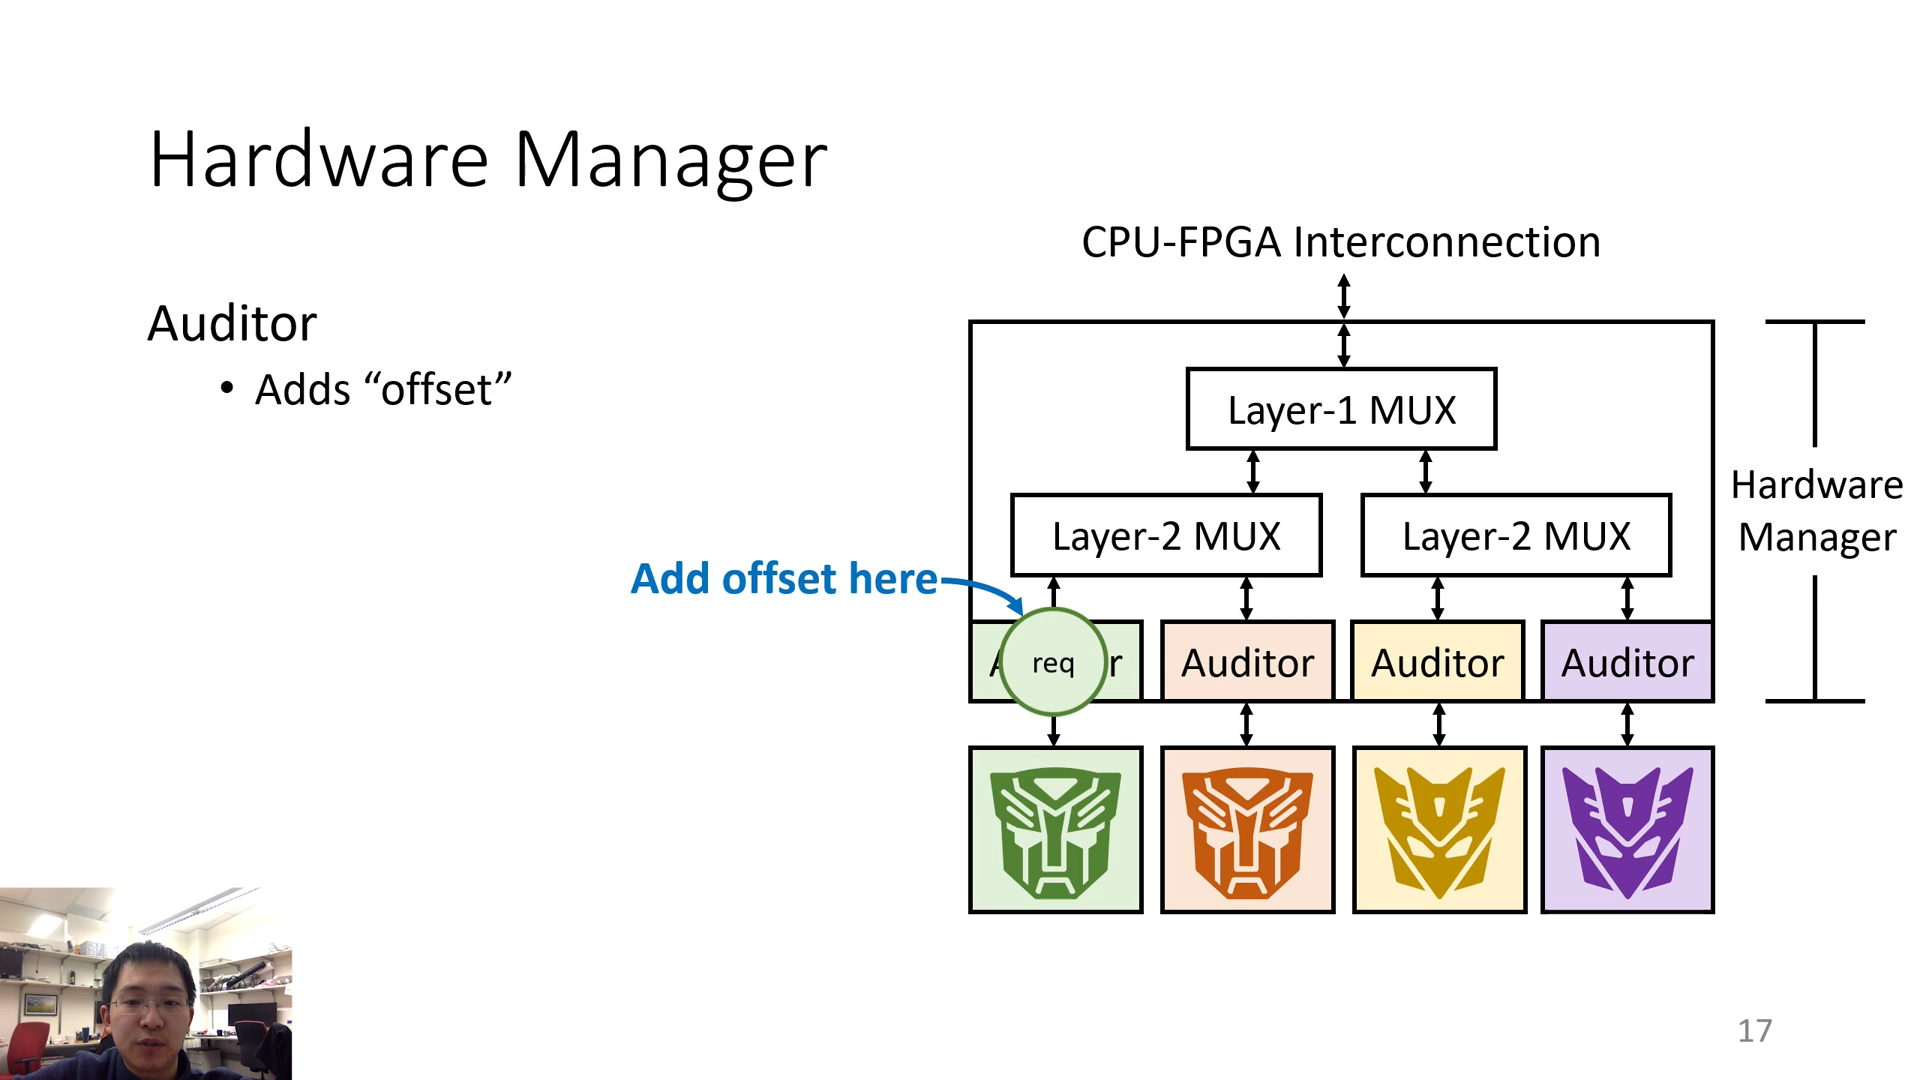 Hardware Manager
Auditor
• Adds “offset”
CPU-FPGA Interconnection
Layer-1 MUX
Layer-2 MUX
Layer-2 MUX
Add offset here
req
Auditor
Auditor
Auditor
Hardware
Manager
17